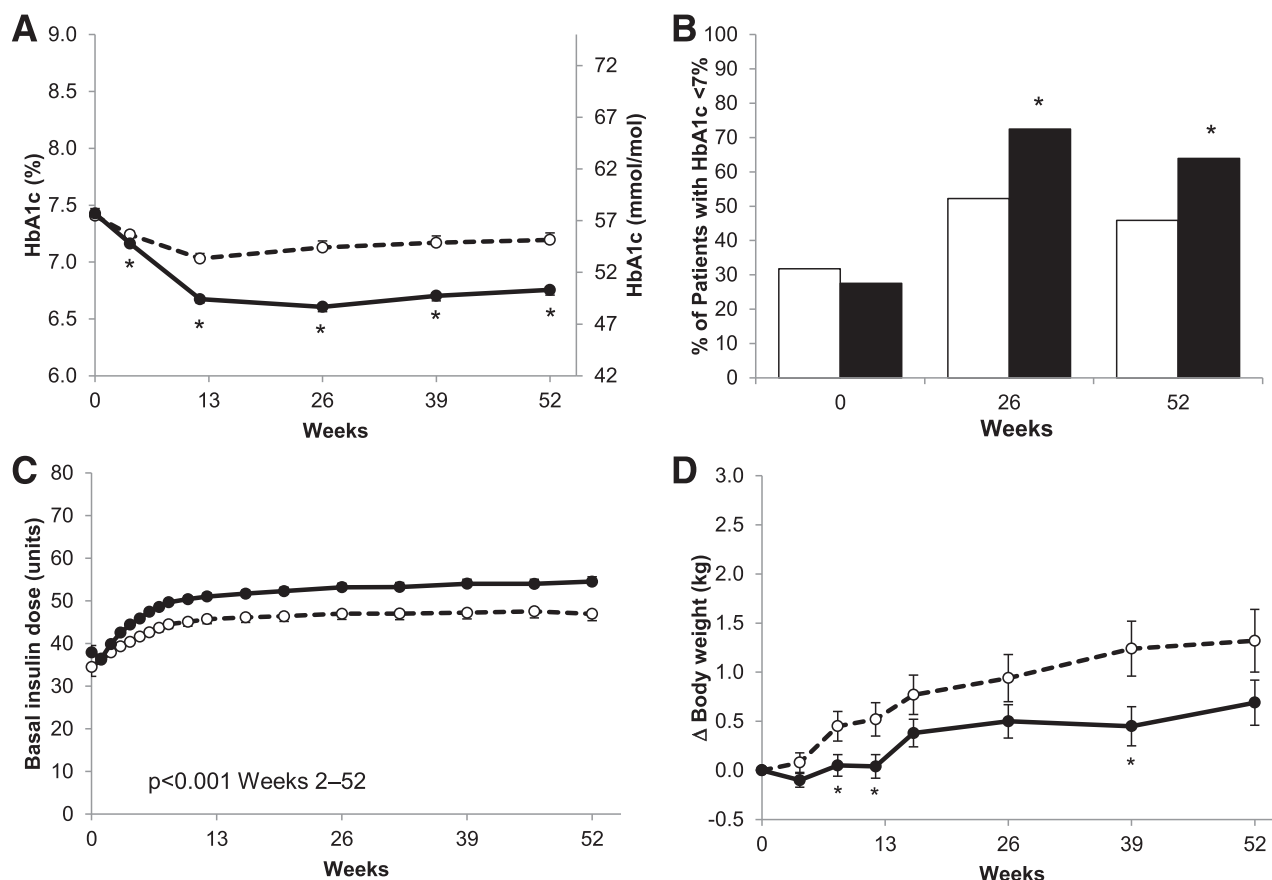 A
9.0
8.5
8.0
7.5
7.0
6.5
6.0
HbA1c (%)
72
67
62
57
52
47
42
HbA1c (mmol/mol)
*
* * * *
0 13 26 39 52
Weeks
B
100
90
80
70
60
50
40
30
20
10
0
% of Patients with HbA1c <7%
*
*
0 26 52
Weeks
C
80
70
60
50
40
30
20
10
0
Basal insulin dose (units)
p<0.001 Weeks 2–52
0 13 26 39 52
Weeks
D
3.0
2.5
2.0
1.5
1.0
0.5
0.0
-0.5
Δ Body weight (kg)
* * *
0 13 26 39 52
Weeks